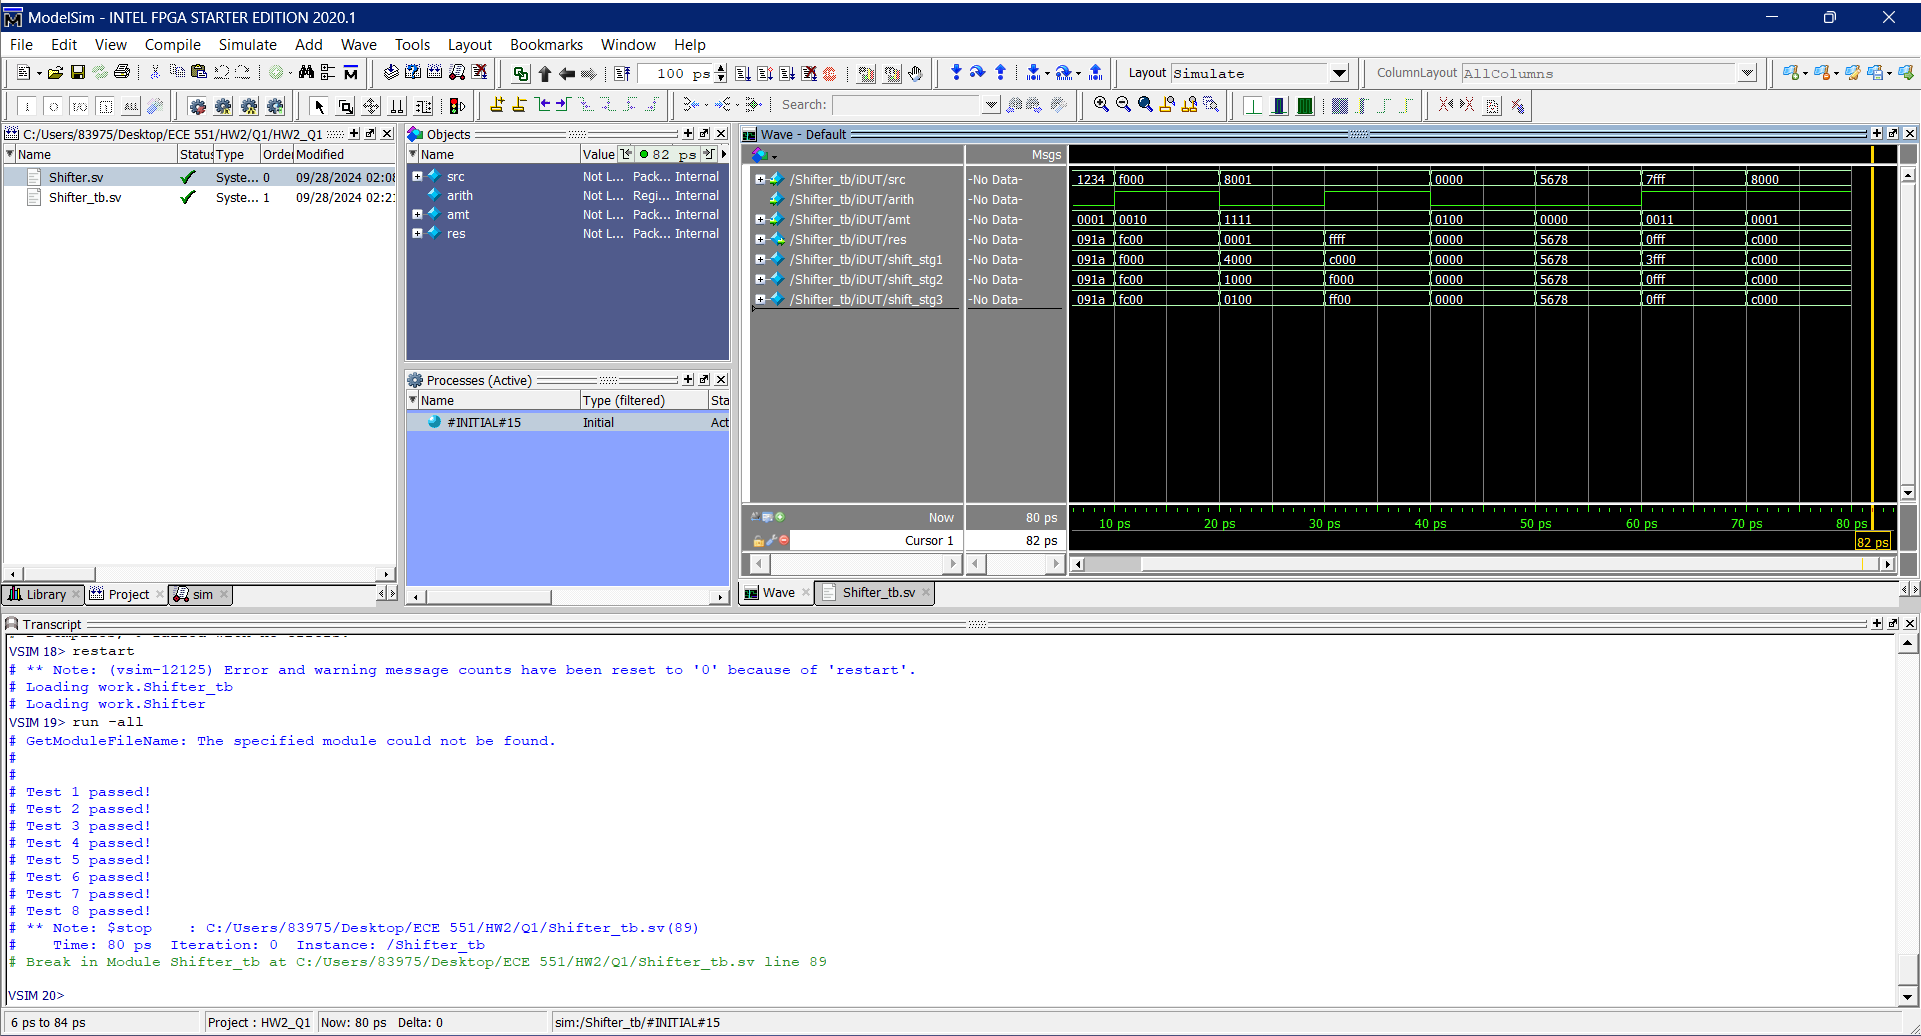 ModelSim - INTEL FPGA STARTER EDITION 2020.1
File Edit View Compile Simulate Add Wave Tools Layout Bookmarks Window Help
100 ps
Layout Simulate
ColumnLayout AllColumns
Search:
C:/Users/83975/Desktop/ECE 551/HW2/Q1/HW2_Q1
Name Status Type Order Modified
Shifter.sv Syste... 0 09/28/2024 02:08
Shifter_tb.sv Syste... 1 09/28/2024 02:2
Library Project sim
Objects
Name Value 82 ps
src Not L... Pack... Internal
arith Not L... Regi... Internal
amt Not L... Pack... Internal
res Not L... Pack... Internal
Processes (Active)
Name Type (filtered) Sta
#INITIAL#15 Initial Act
Wave - Default
Msgs
/Shifter_tb/iDUT/src -No Data- 1234 f000 8001 0000 5678 7fff 8000
/Shifter_tb/iDUT/arith -No Data-
/Shifter_tb/iDUT/amt -No Data- 0001 0010 1111 0100 0000 0011 0001
/Shifter_tb/iDUT/res -No Data- 091a fc00 0001 ffff 0000 5678 0fff c000
/Shifter_tb/iDUT/shift_stg1 -No Data- 091a f000 4000 c000 0000 5678 3fff c000
/Shifter_tb/iDUT/shift_stg2 -No Data- 091a fc00 1000 f000 0000 5678 0fff c000
/Shifter_tb/iDUT/shift_stg3 -No Data- 091a fc00 0100 ff00 0000 5678 0fff c000
Now 80 ps 10 ps 20 ps 30 ps 40 ps 50 ps 60 ps 70 ps 80 ps
Cursor 1 82 ps 82 ps
Wave Shifter_tb.sv
Transcript
VSIM 18> restart
# ** Note: (vsim-12125) Error and warning message counts have been reset to '0' because of 'restart'.
# Loading work.Shifter_tb
# Loading work.Shifter
VSIM 19> run -all
# GetModuleFileName: The specified module could not be found.
#
#
# Test 1 passed!
# Test 2 passed!
# Test 3 passed!
# Test 4 passed!
# Test 5 passed!
# Test 6 passed!
# Test 7 passed!
# Test 8 passed!
# ** Note: $stop    : C:/Users/83975/Desktop/ECE 551/HW2/Q1/Shifter_tb.sv(89)
#    Time: 80 ps  Iteration: 0  Instance: /Shifter_tb
# Break in Module Shifter_tb at C:/Users/83975/Desktop/ECE 551/HW2/Q1/Shifter_tb.sv line 89
VSIM 20>
6 ps to 84 ps Project : HW2_Q1 Now: 80 ps Delta: 0 sim:/Shifter_tb/#INITIAL#15